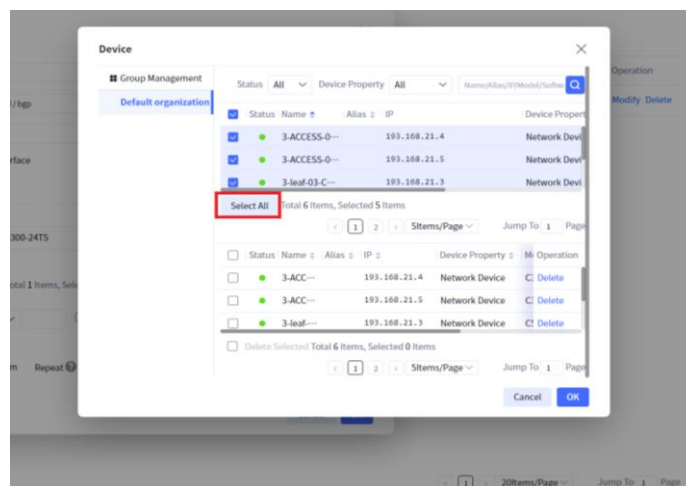 Device
Group Management
Default organization
Status All Device Property All Name/Alias/IP/Model/Softwa
Status Name Alias IP Device Propert
3-ACCESS-0··· 193.168.21.4 Network Devi
3-ACCESS-0··· 193.168.21.5 Network Devi
3-leaf-03-C··· 193.168.21.3 Network Devi
Select All Total 6 Items, Selected 5 Items
1 2 5Items/Page Jump To 1 Page
Status Name Alias IP Device Property Operation
3-ACC··· 193.168.21.4 Network Device Delete
3-ACC··· 193.168.21.5 Network Device Delete
3-leaf-··· 193.168.21.3 Network Device Delete
Delete Selected Total 6 Items, Selected 0 Items
1 2 5Items/Page Jump To 1 Page
Cancel OK
Operation
Modify Delete
/ bgp
rface
300-24TS
otal 1 Items, Sele
m Repeat
1 20Items/Page Jump To 1 Page